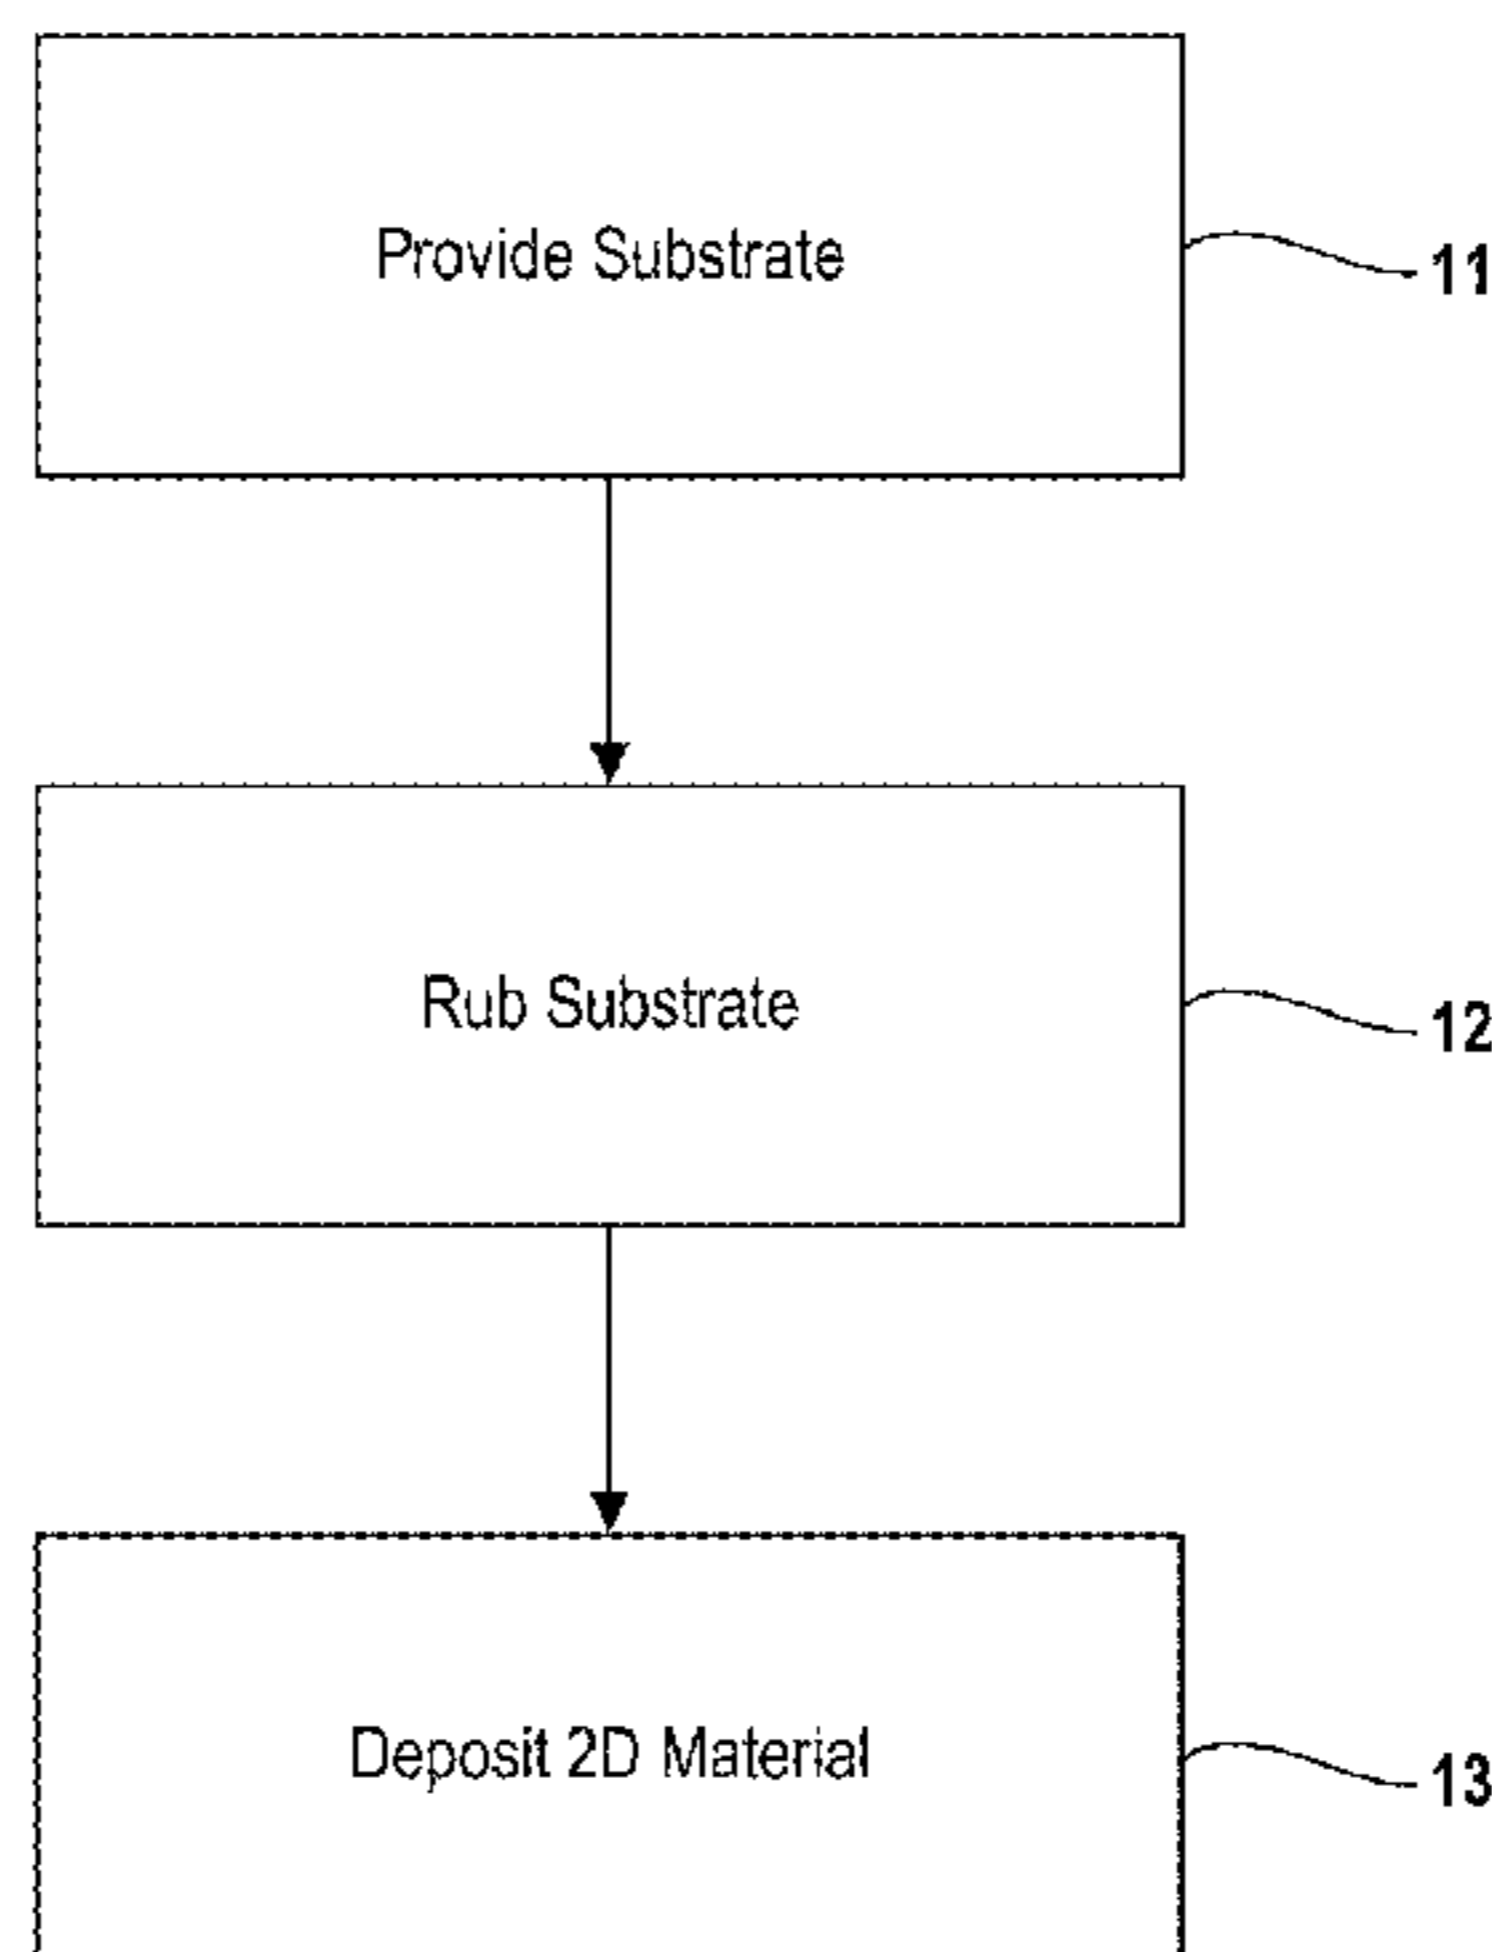 Provide Substrate
11
Rub Substrate
12
Deposit 2D Material
13